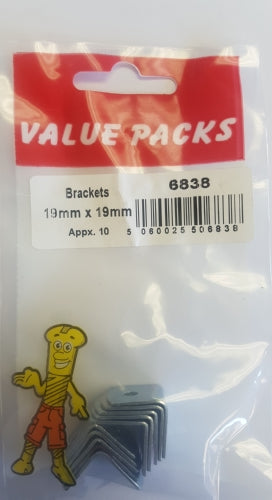 VALUE PACKS
Brackets 6838
19mm x 19mm
Appx. 10 5 060025 506838